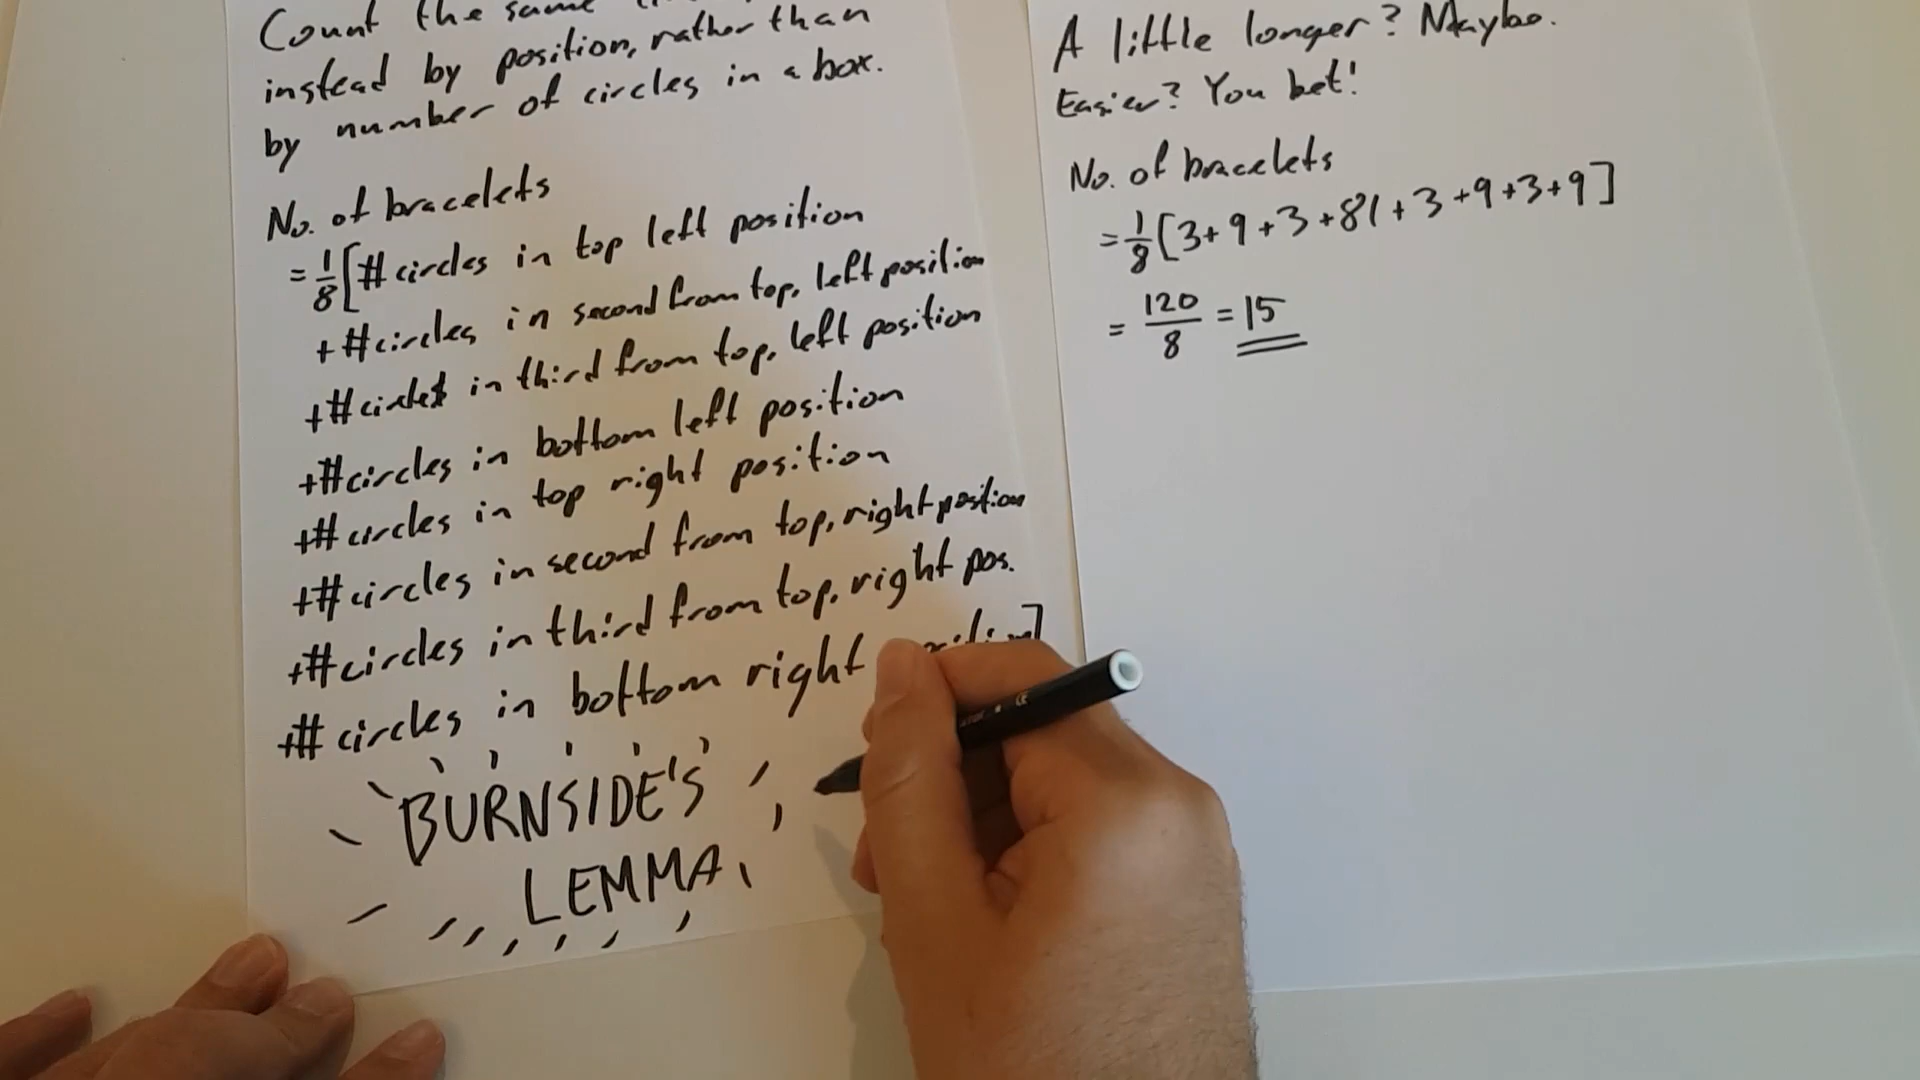 Count the same
instead by position, rather than
by number of circles in a box.
No. of bracelets
= 1/8 [# circles in top left position
+ # circles in second from top, left position
+ # circles in third from top, left position
+ # circles in bottom left position
+ # circles in top right position
+ # circles in second from top, right position
+ # circles in third from top, right pos.
+ # circles in bottom right
BURNSIDE'S
LEMMA
A little longer? Maybe.
Easier? You bet!
No. of bracelets
= 1/8 [3+9+3+81+3+9+3+9]
= 120/8 = 15